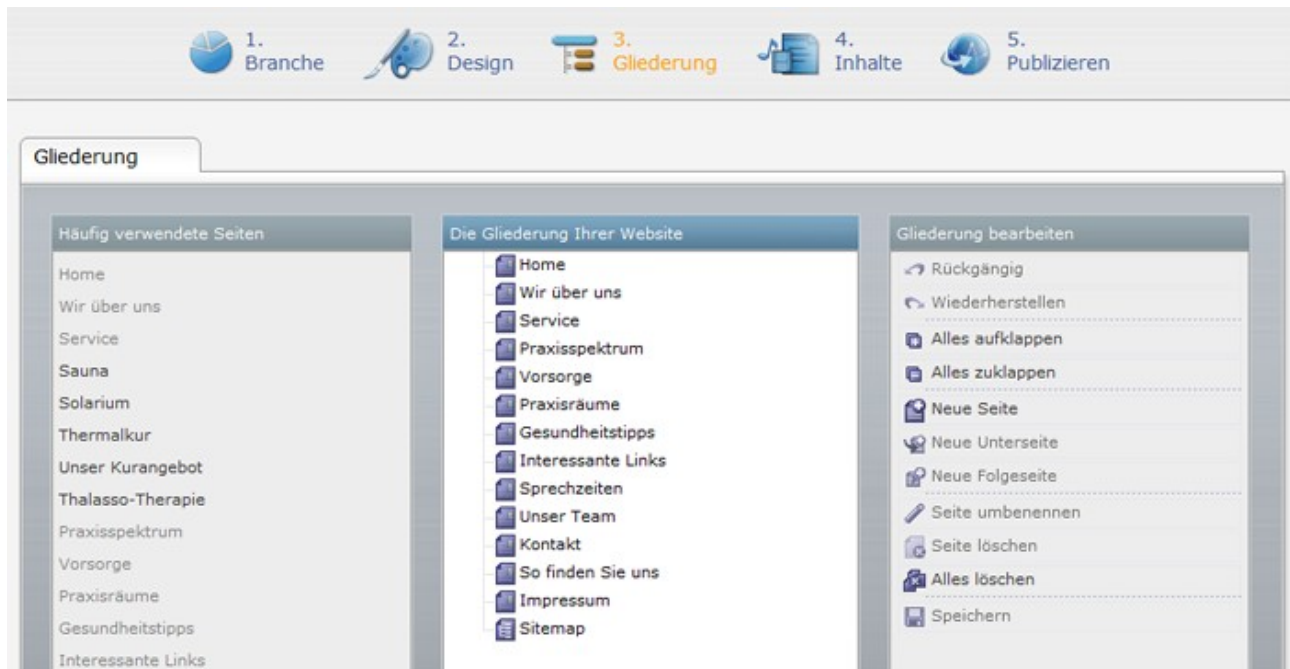 1.
Branche
2.
Design
3.
Gliederung
4.
Inhalte
5.
Publizieren
Gliederung
Häufig verwendete Seiten
Home
Wir über uns
Service
Sauna
Solarium
Thermalkur
Unser Kurangebot
Thalasso-Therapie
Praxisspektrum
Vorsorge
Praxisräume
Gesundheitstipps
Interessante Links
Die Gliederung Ihrer Website
Home
Wir über uns
Service
Praxisspektrum
Vorsorge
Praxisräume
Gesundheitstipps
Interessante Links
Sprechzeiten
Unser Team
Kontakt
So finden Sie uns
Impressum
Sitemap
Gliederung bearbeiten
Rückgängig
Wiederherstellen
Alles aufklappen
Alles zuklappen
Neue Seite
Neue Unterseite
Neue Folgeseite
Seite umbenennen
Seite löschen
Alles löschen
Speichern